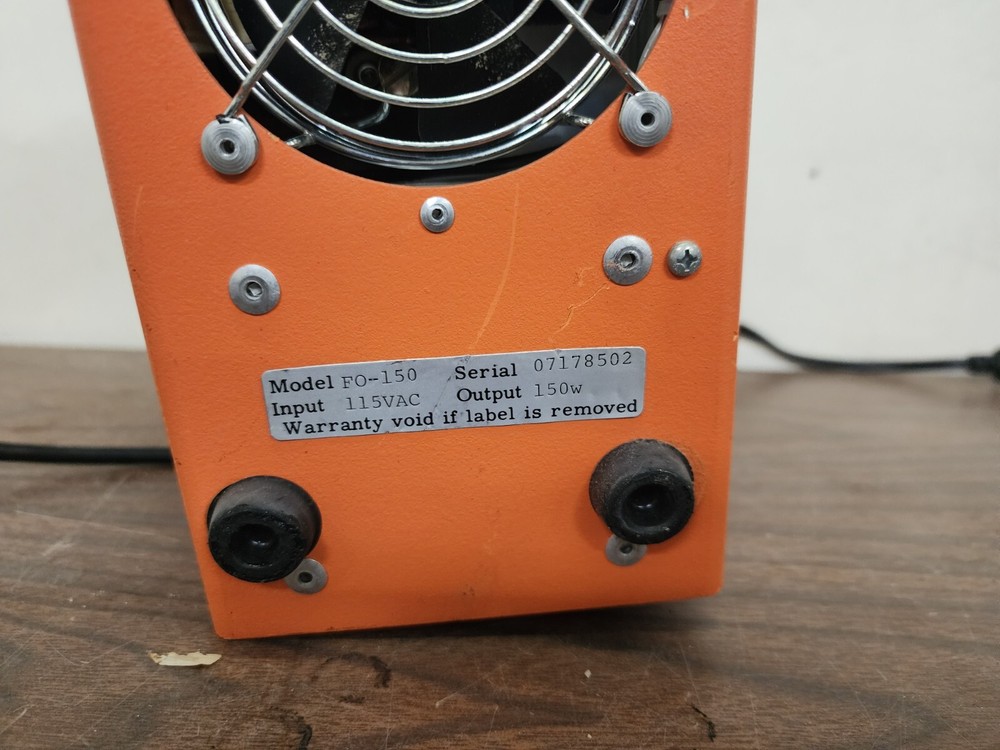 Model FO-150 Serial 07178502
Input 115VAC Output 150w
Warranty void if label is removed